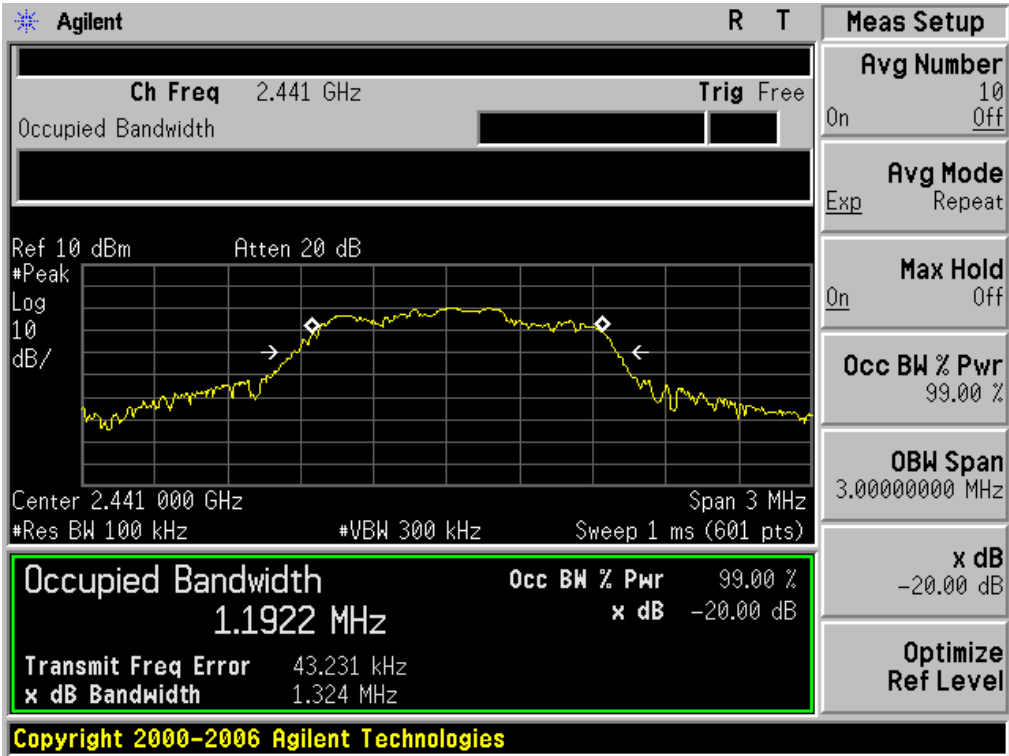 Agilent R T
Ch Freq 2.441 GHz Trig Free
Occupied Bandwidth
Ref 10 dBm Atten 20 dB
#Peak
Log
10
dB/
Center 2.441 000 GHz Span 3 MHz
#Res BW 100 kHz #VBW 300 kHz Sweep 1 ms (601 pts)
Occupied Bandwidth Occ BW % Pwr 99.00 %
1.1922 MHz x dB -20.00 dB
Transmit Freq Error 43.231 kHz
x dB Bandwidth 1.324 MHz
Copyright 2000-2006 Agilent Technologies
Meas Setup
Avg Number
10
On Off
Avg Mode
Exp Repeat
Max Hold
On Off
Occ BW % Pwr
99.00 %
OBW Span
3.00000000 MHz
x dB
-20.00 dB
Optimize
Ref Level